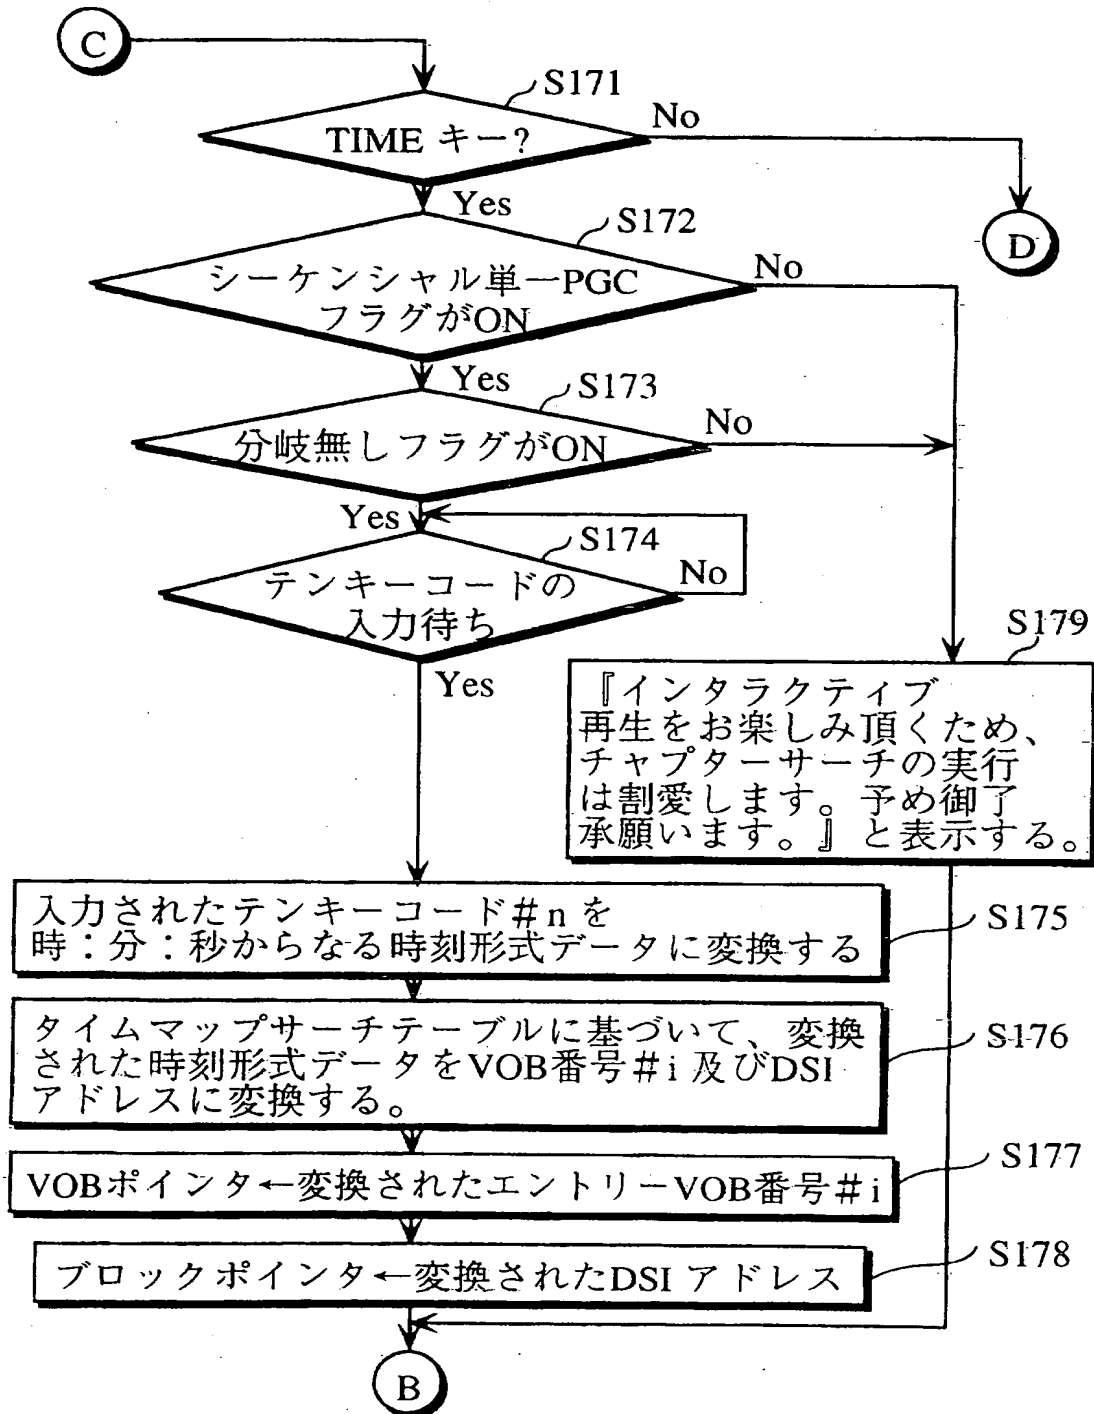 C
S171
TIME キー?
No
Yes
S172
D
シーケンシャル単一PGC
フラグがON
No
Yes
S173
分岐無しフラグがON
No
Yes
S174
テンキーコードの
入力待ち
No
Yes
S179
『インタラクティブ
再生をお楽しみ頂くため、
チャプターサーチの実行
は割愛します。予め御了
承願います。』と表示する。
入力されたテンキーコード#nを
時:分:秒からなる時刻形式データに変換する
S175
タイムマップサーチテーブルに基づいて、変換
された時刻形式データをVOB番号#i 及びDSI
アドレスに変換する。
S176
VOBポインタ←変換されたエントリーVOB番号#i
S177
ブロックポインタ←変換されたDSI アドレス
S178
B